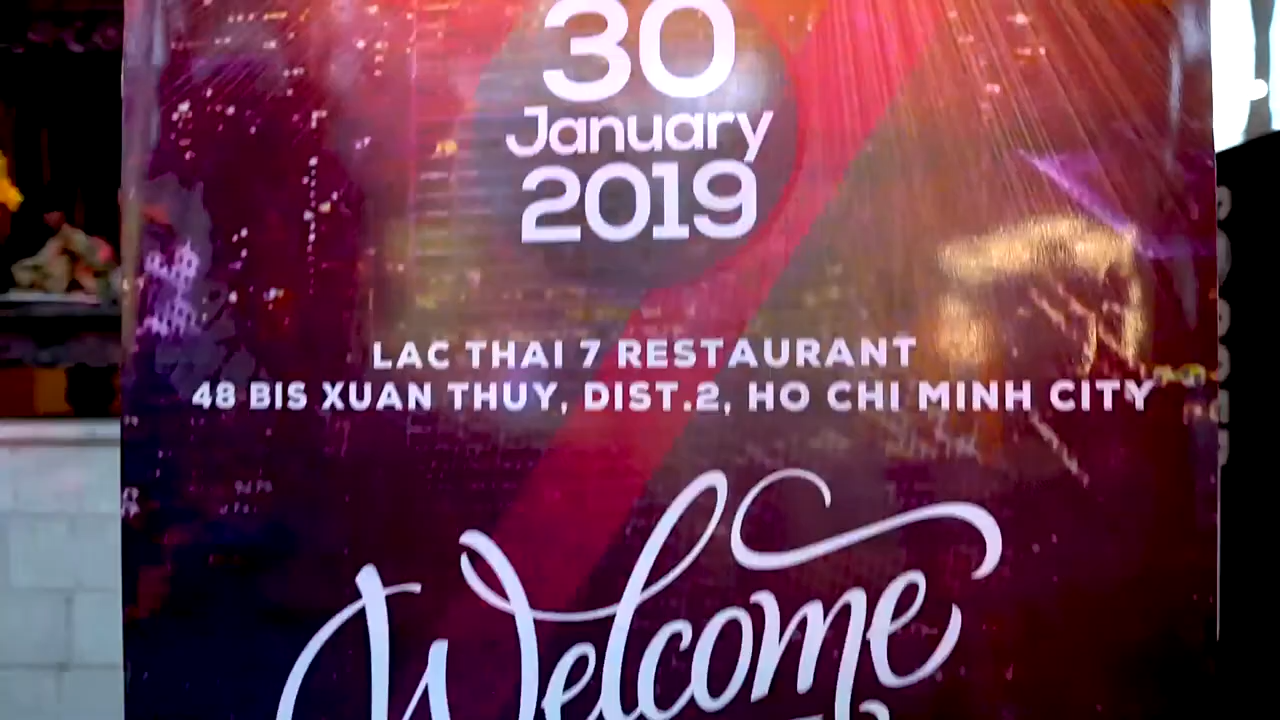 30
January
2019
LAC THAI 7 RESTAURANT
48 BIS XUAN THUY, DIST.2, HO CHI MINH CITY
Welcome